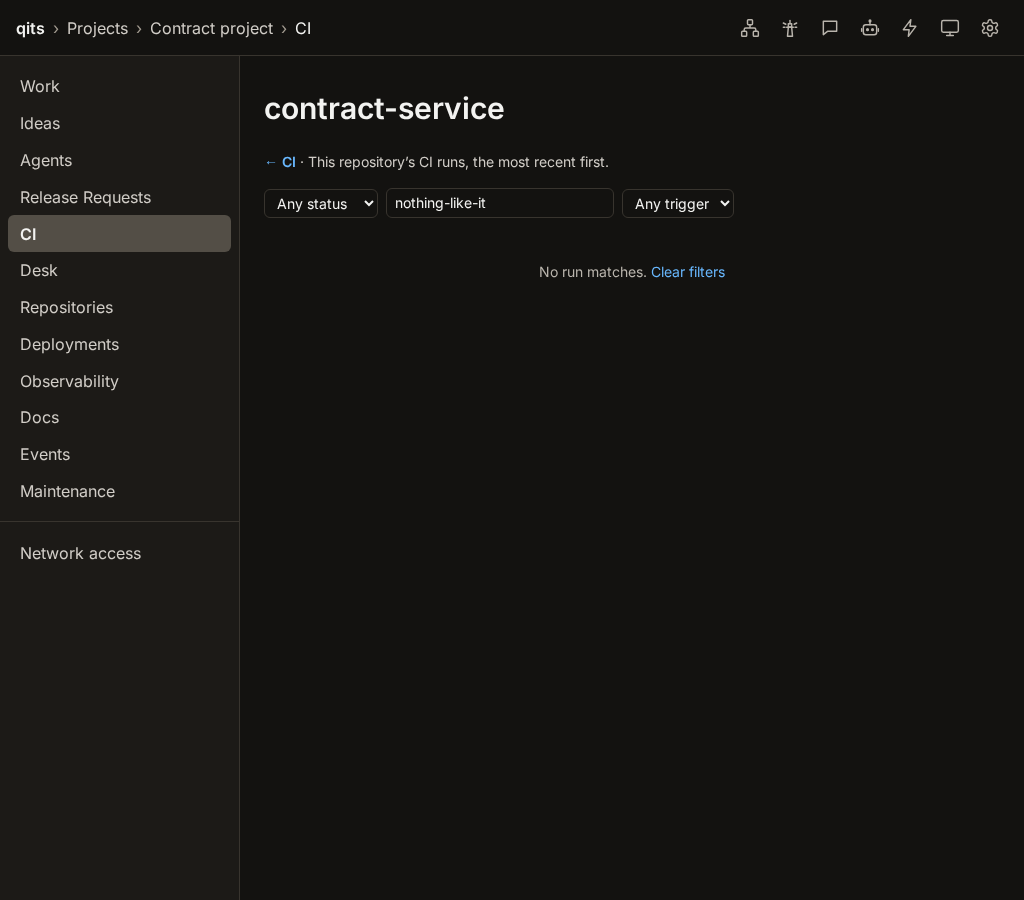 qits › Projects › Contract project › CI
Work
Ideas
Agents
Release Requests
CI
Desk
Repositories
Deployments
Observability
Docs
Events
Maintenance
Network access
contract-service
← CI · This repository’s CI runs, the most recent first.
Any status nothing-like-it Any trigger
No run matches. Clear filters